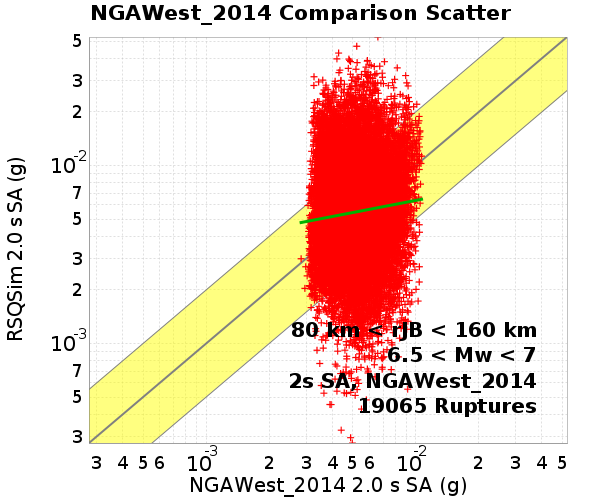 NGAWest_2014 Comparison Scatter
RSQSim 2.0 s SA (g)
5
3
2
10-2
7
5
3
2
10-3
7
5
3
80 km < rJB < 160 km
6.5 < Mw < 7
2s SA, NGAWest_2014
19065 Ruptures
3 4 5 6 10-3 2 3 4 5 6 10-2 2 3 4 5
NGAWest_2014 2.0 s SA (g)